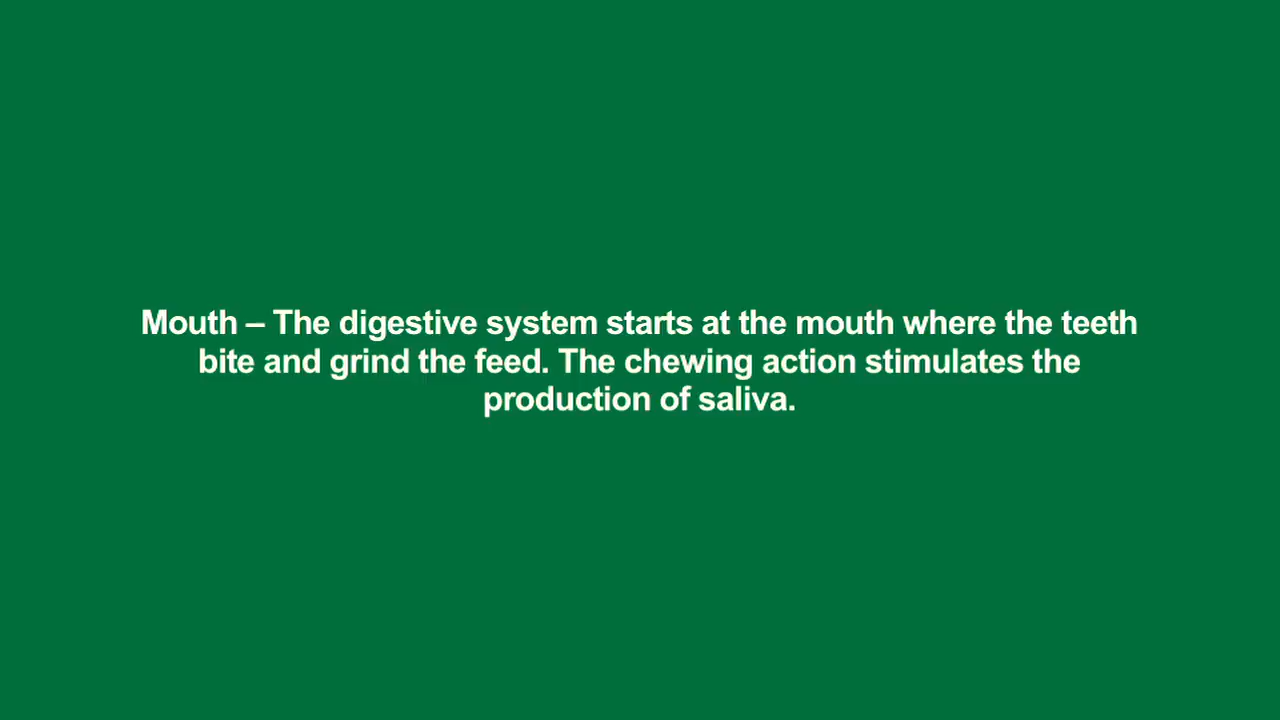 Mouth – The digestive system starts at the mouth where the teeth
bite and grind the feed. The chewing action stimulates the
production of saliva.